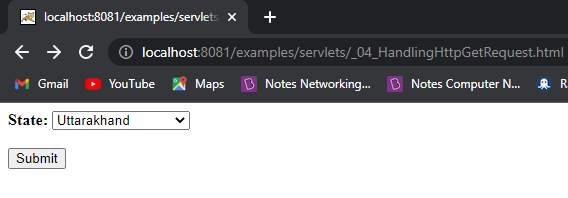 localhost:8081/examples/servlets
localhost:8081/examples/servlets/_04_HandlingHttpGetRequest.html
Gmail YouTube Maps Notes Networking... Notes Computer N... Ra
State: Uttarakhand
Submit